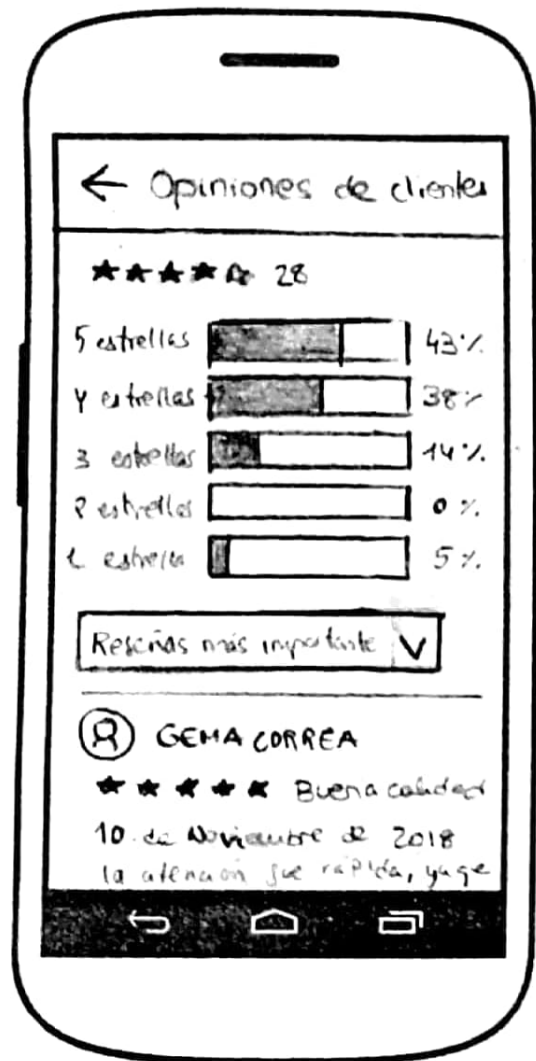 ← Opiniones de clientes
★★★★☆ 28
5 estrellas 43%
4 estrellas 38%
3 estrellas 14%
2 estrellas 0%
1 estrella 5%
Reseñas más importante V
GEMA CORREA
★★★★★ Buena calidad
10 de Noviembre de 2018
la atención fue rápida, y